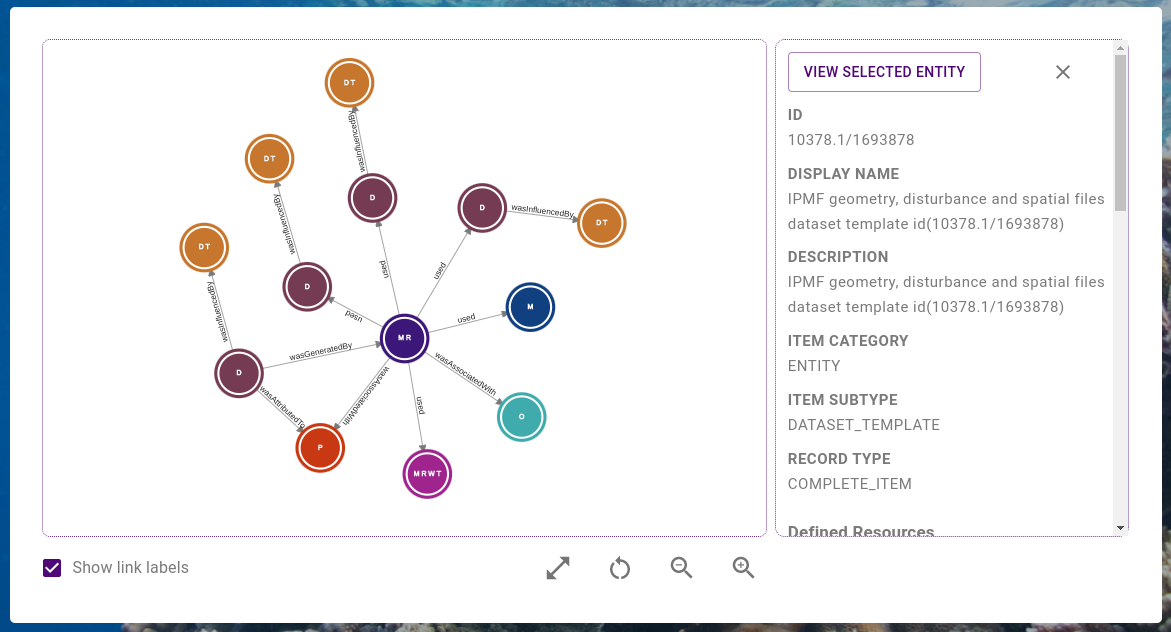 DT
wasInfluencedBy
DT
wasInfluencedBy
D
D
wasInfluencedBy
DT
DT
wasInfluencedBy
used
used
D
used
used
M
MR
wasGeneratedBy
D
wasAttributedTo
wasAssociatedWith
wasAssociatedWith
used
O
P
MRWT
VIEW SELECTED ENTITY
ID
10378.1/1693878
DISPLAY NAME
IPMF geometry, disturbance and spatial files
dataset template id(10378.1/1693878)
DESCRIPTION
IPMF geometry, disturbance and spatial files
dataset template id(10378.1/1693878)
ITEM CATEGORY
ENTITY
ITEM SUBTYPE
DATASET_TEMPLATE
RECORD TYPE
COMPLETE_ITEM
Defined Resources
Show link labels